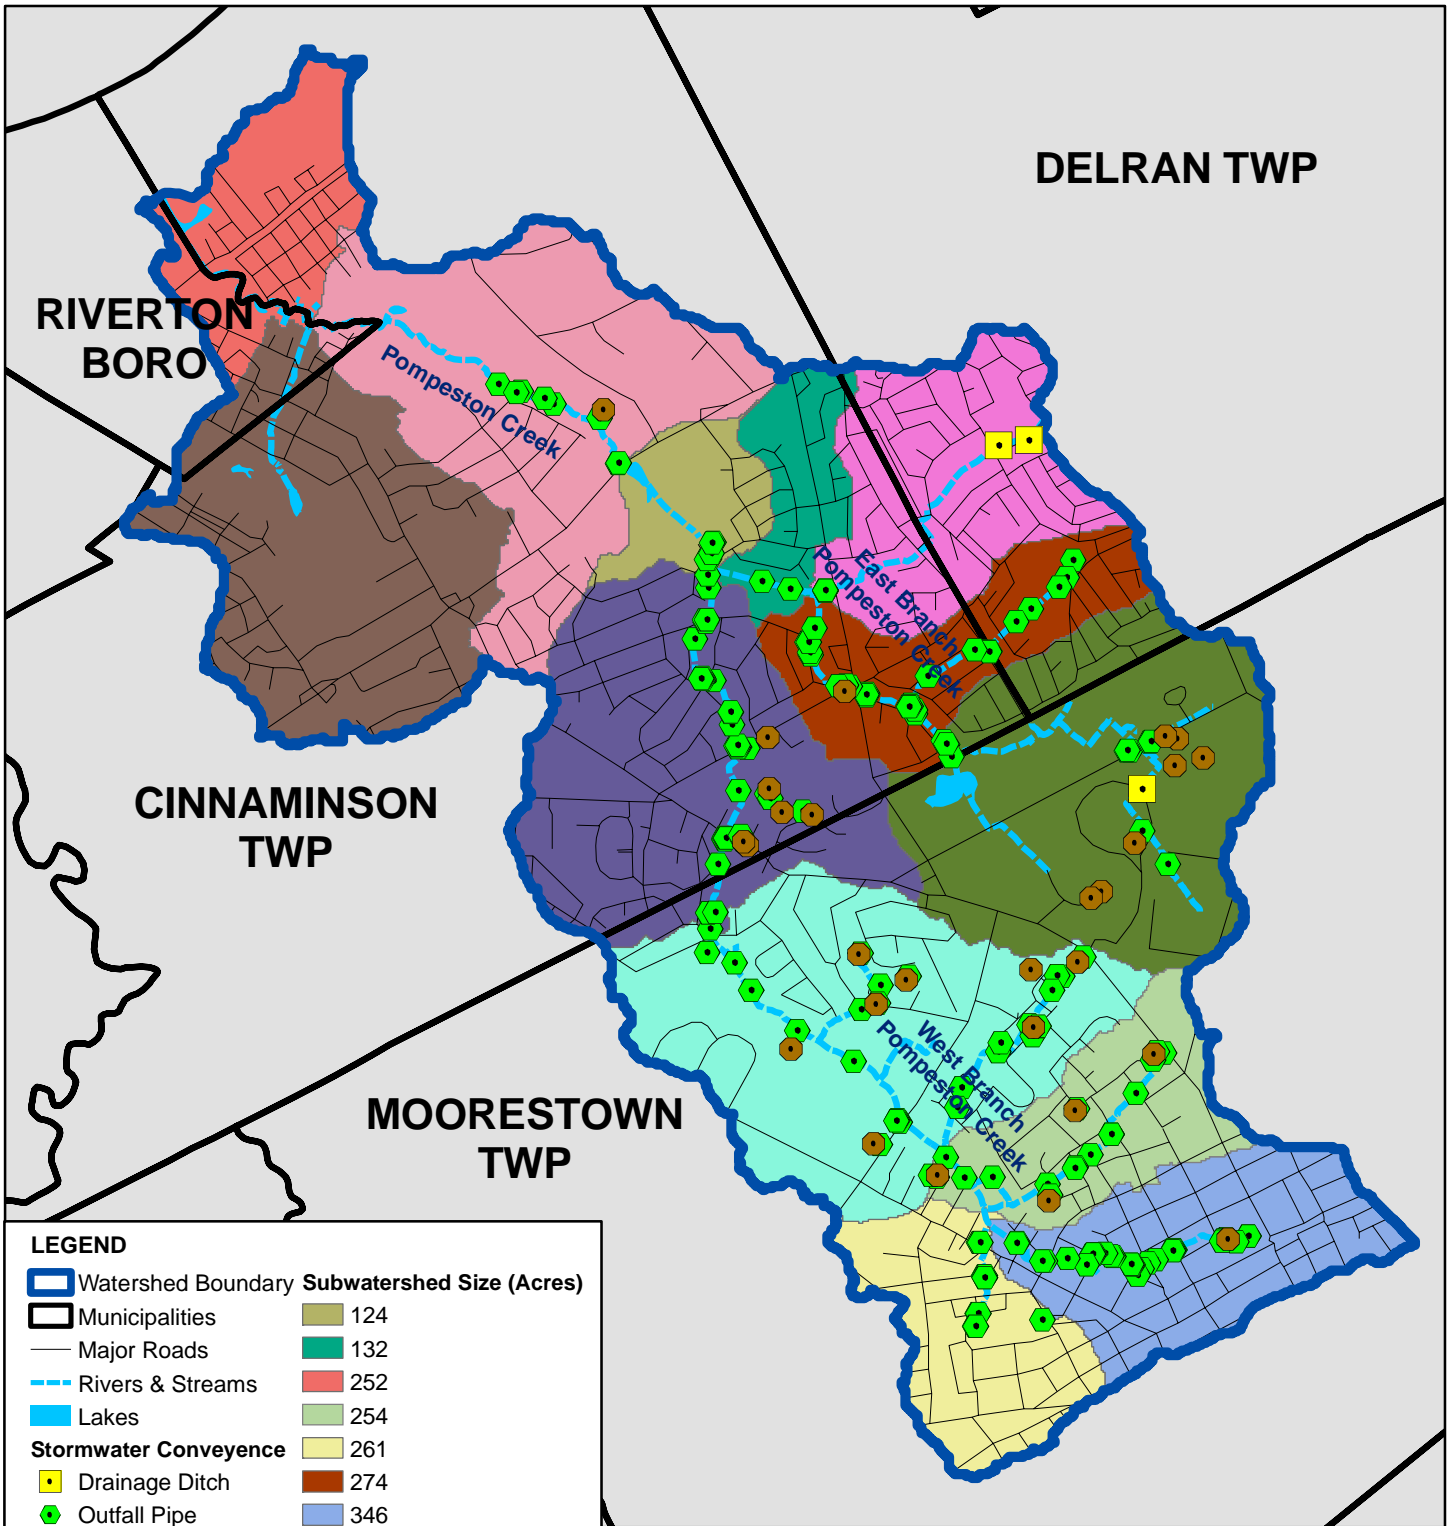 DELRAN TWP
RIVERTON
BORO
Pompeston Creek
East Branch
Pompeston Creek
CINNAMINSON
TWP
West Branch
Pompeston Creek
MOORESTOWN
TWP
LEGEND
Watershed Boundary
Municipalities
Major Roads
Rivers & Streams
Lakes
Stormwater Conveyence
Drainage Ditch
Outfall Pipe
Subwatershed Size (Acres)
124
132
252
254
261
274
346